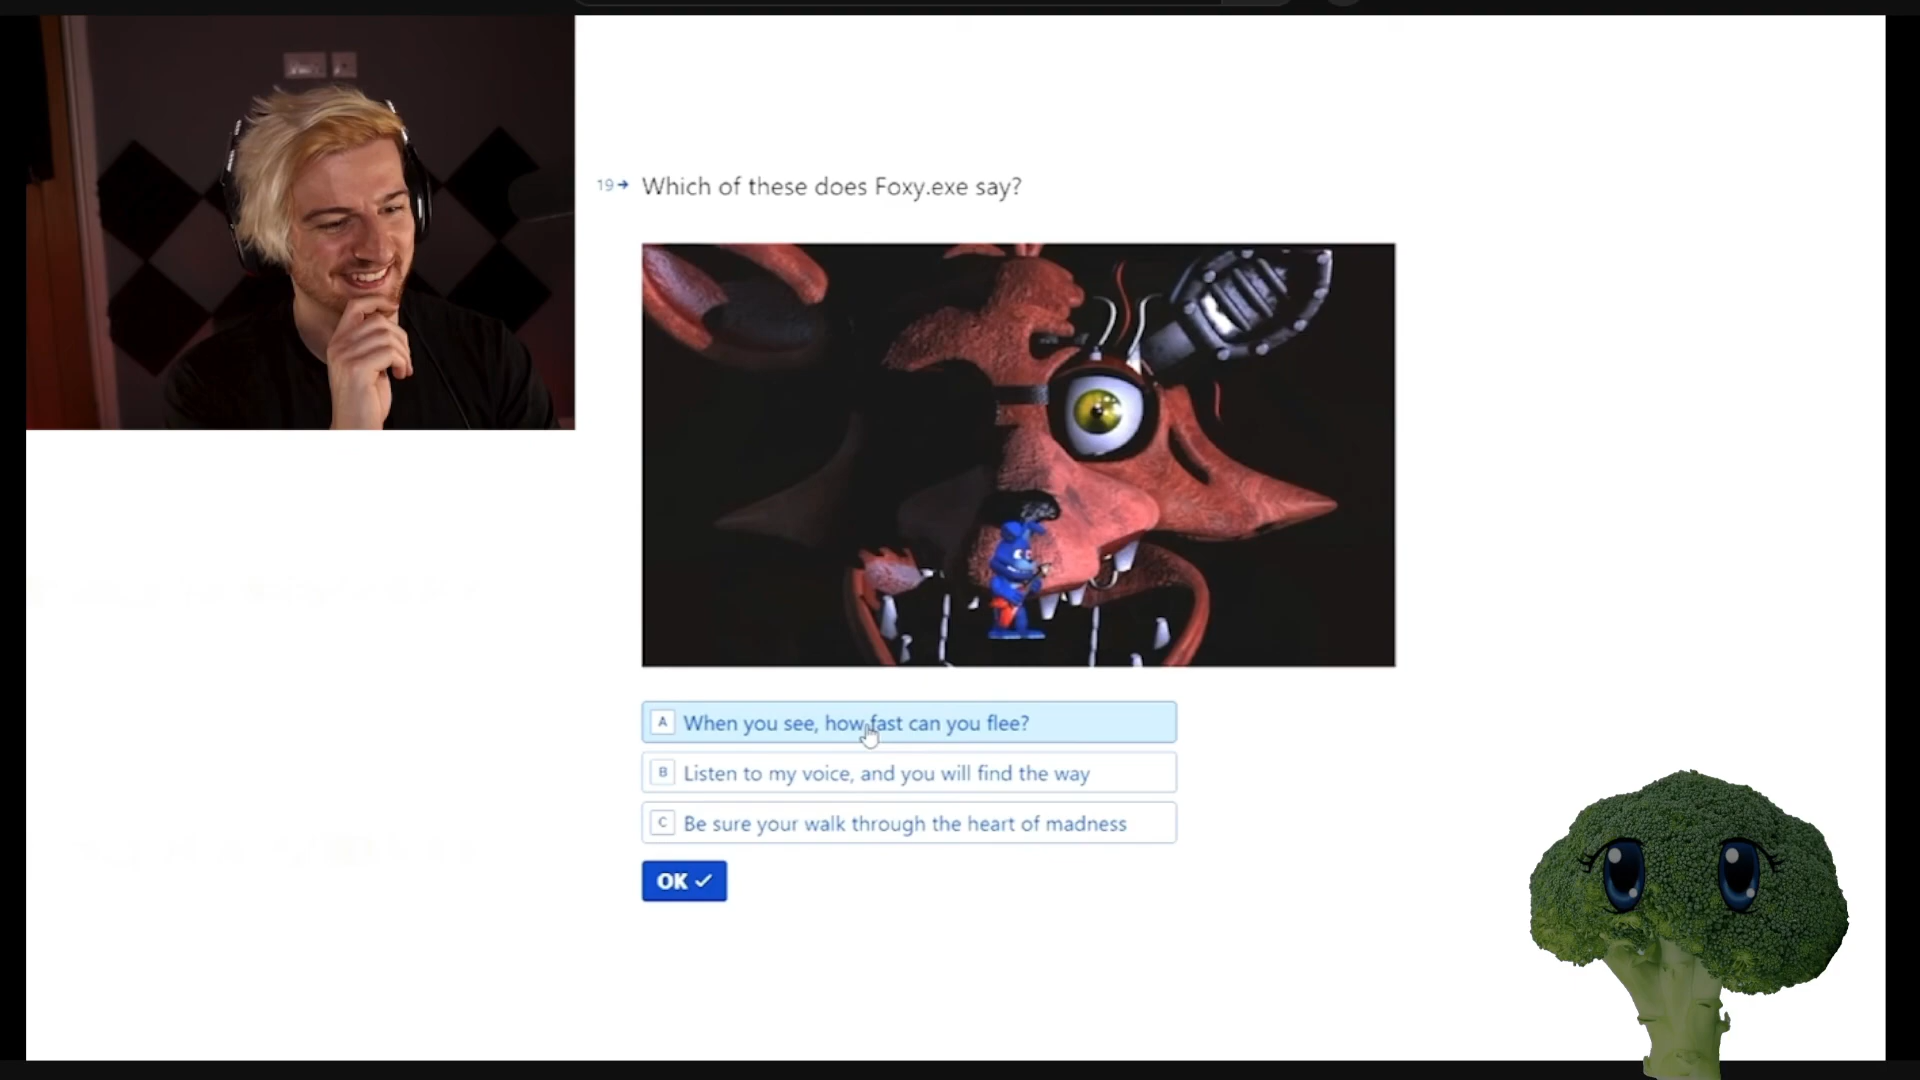 19→ Which of these does Foxy.exe say?
A When you see, how fast can you flee?
B Listen to my voice, and you will find the way
C Be sure your walk through the heart of madness
OK ✓